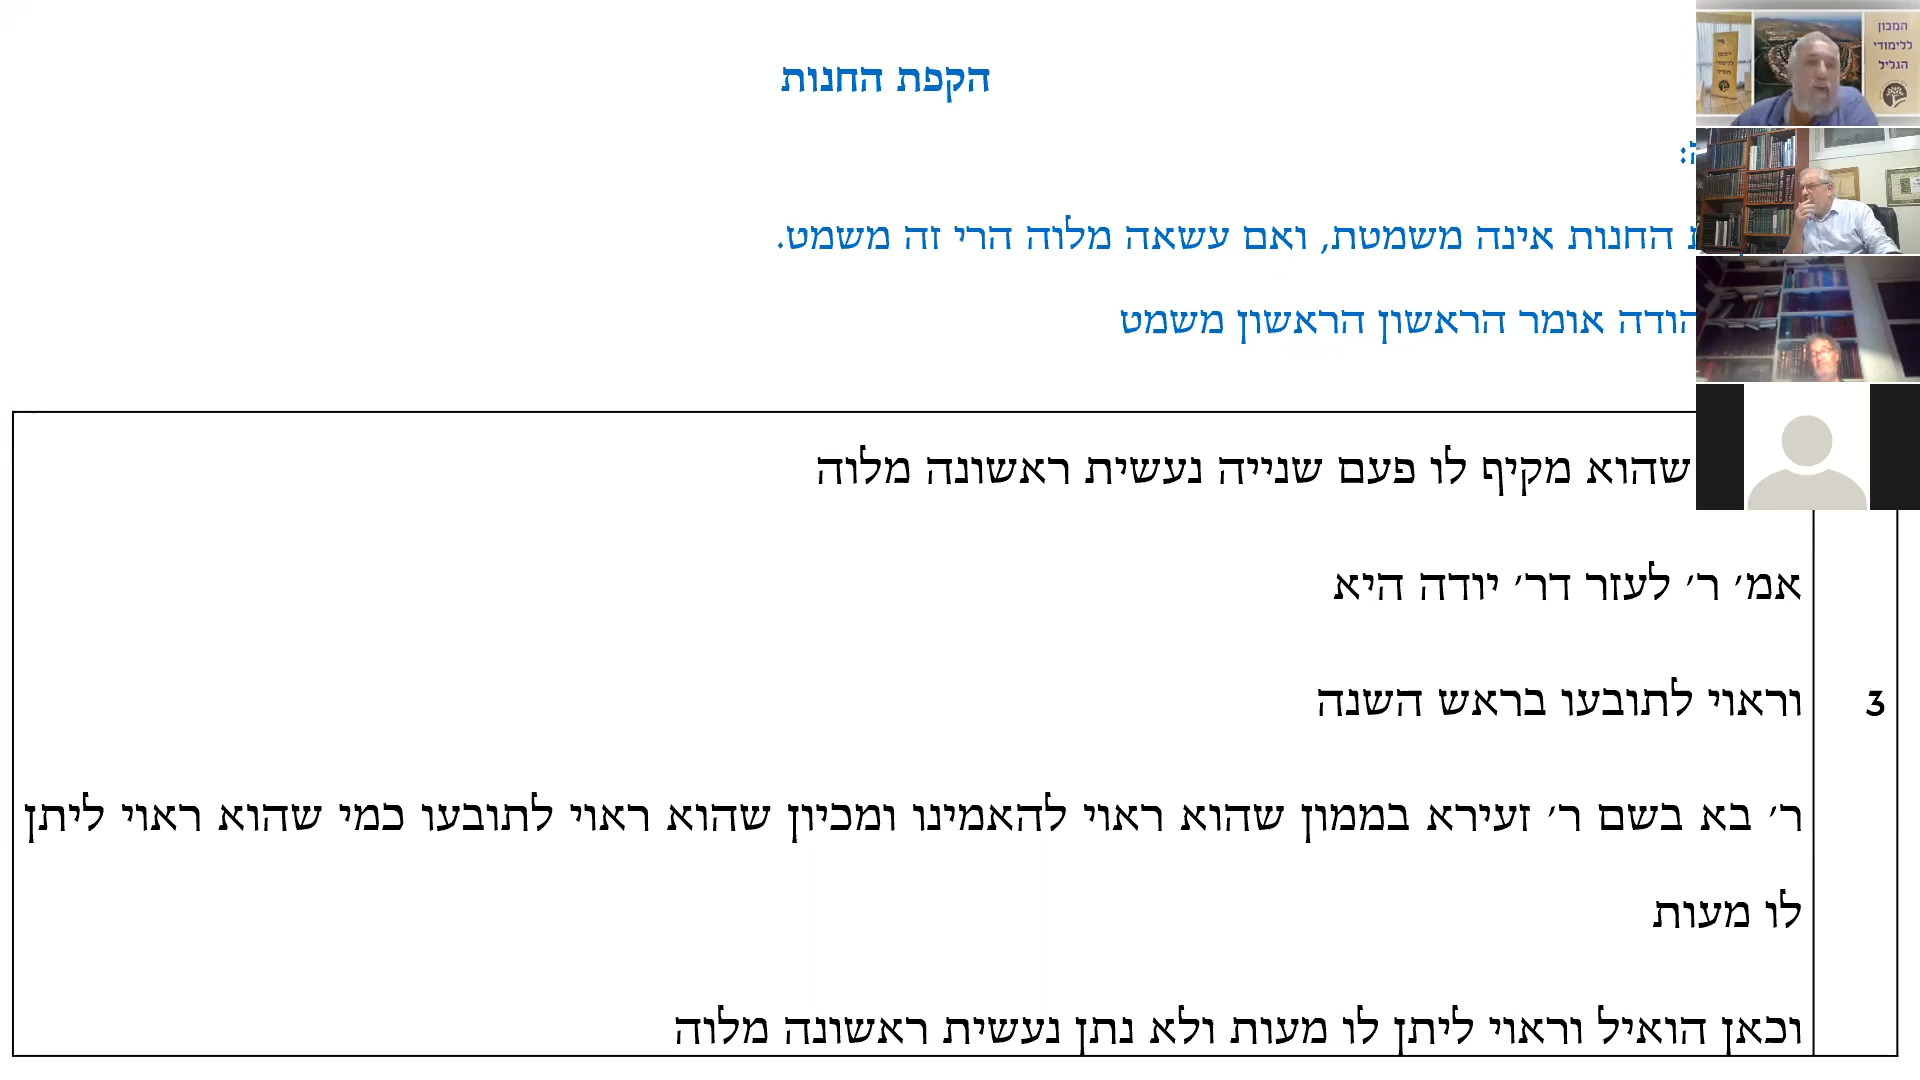 הקפת החנות
החנות אינה משמטת, ואם עשאה מלוה הרי זה משמט.
אומר הראשון הראשון משמט
שהוא מקיף לו פעם שנייה נעשית ראשונה מלוה
אמ׳ ר׳ לעזר דר׳ יודה היא
3 וראוי לתובעו בראש השנה
ר׳ בא בשם ר׳ זעירא בממון שהוא ראוי להאמינו ומכיון שהוא ראוי לתובעו כמי שהוא ראוי ליתן
לו מעות
וכאן הואיל וראוי ליתן לו מעות ולא נתן נעשית ראשונה מלוה
המכון
ללימודי
הגליל